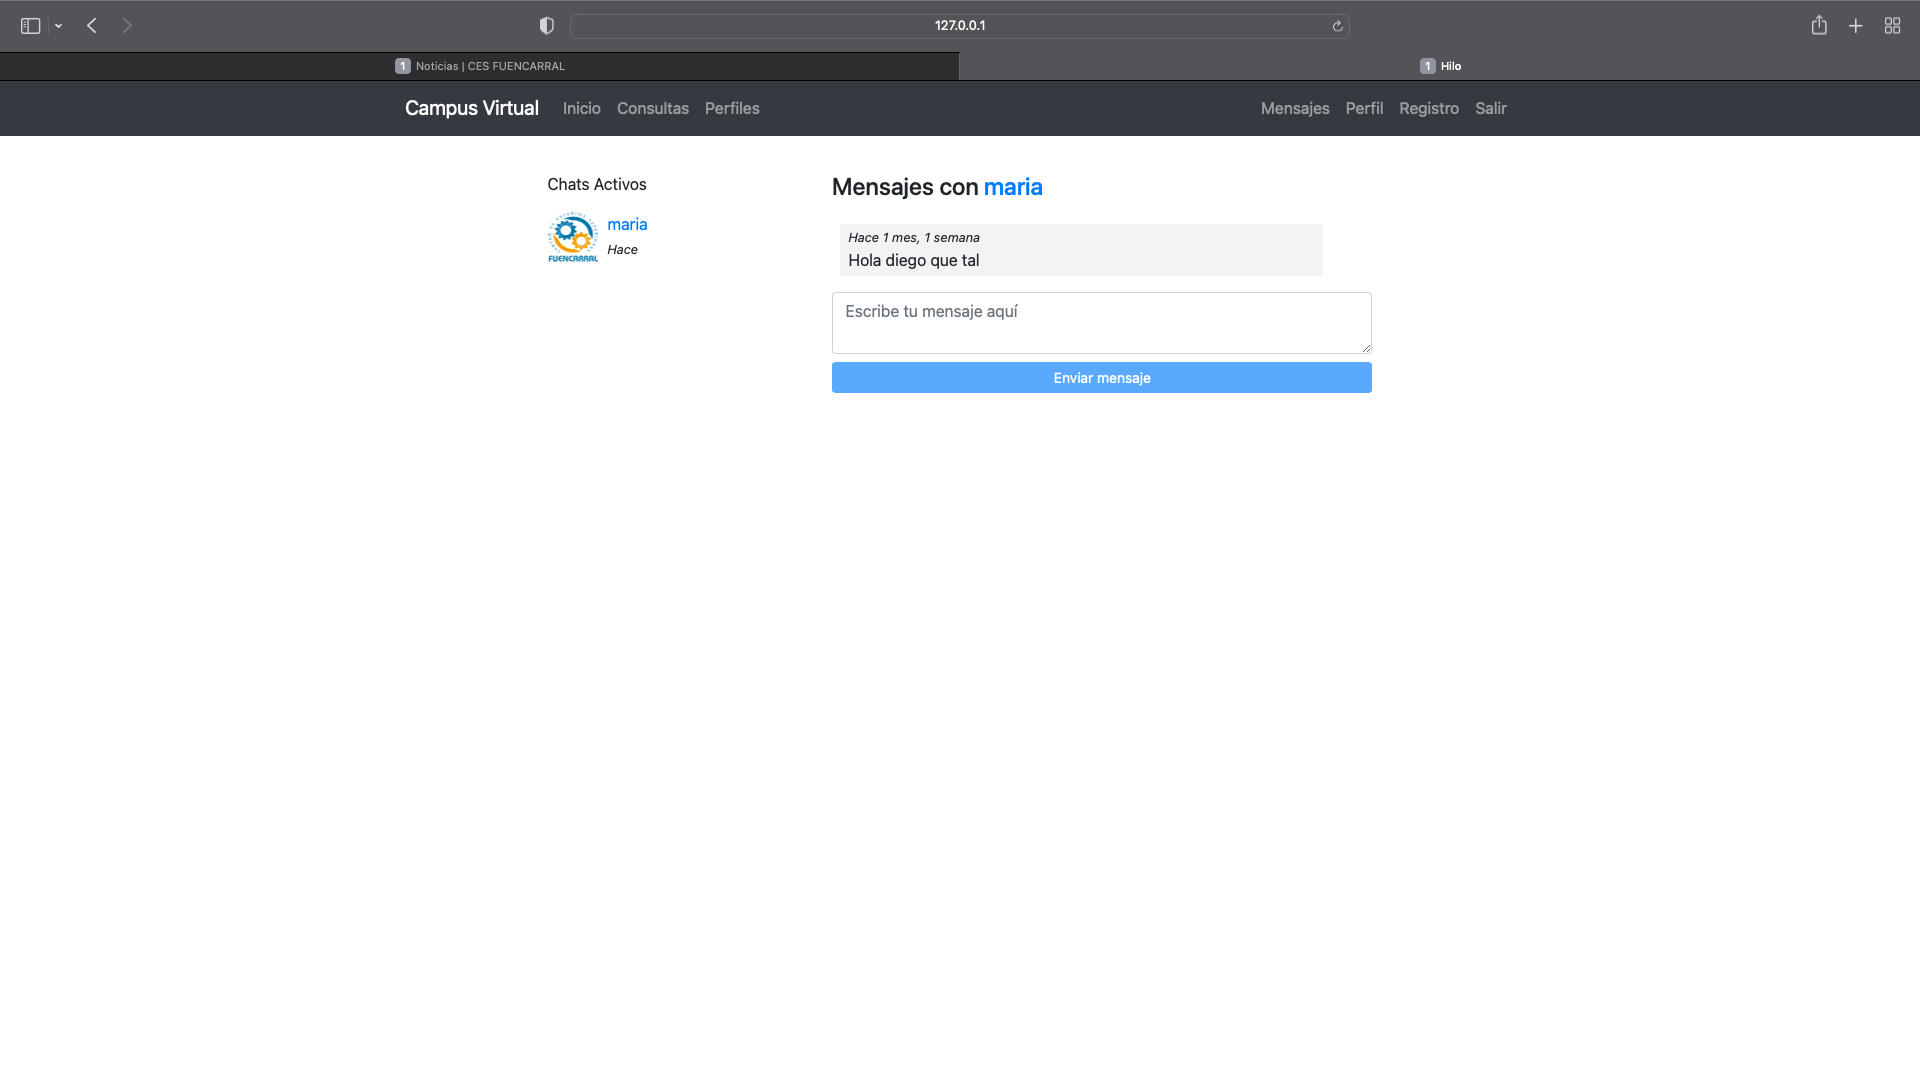 127.0.0.1
1 Noticias | CES FUENCARRAL
1 Hilo
Campus Virtual Inicio Consultas Perfiles Mensajes Perfil Registro Salir
Chats Activos
FUENCARRAL
maria
Hace
Mensajes con maria
Hace 1 mes, 1 semana
Hola diego que tal
Escribe tu mensaje aquí
Enviar mensaje